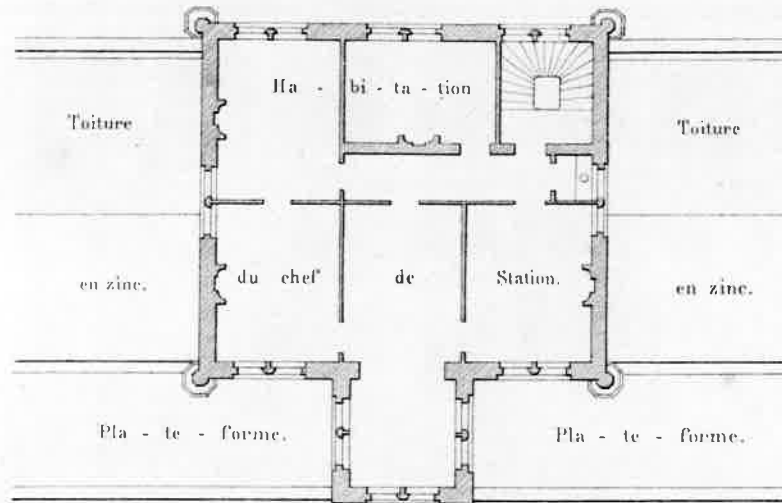 Ha - bi - ta - tion
Toiture
Toiture
en zinc.
du chef de Station.
en zinc.
Pla - te - forme.
Pla - te - forme.